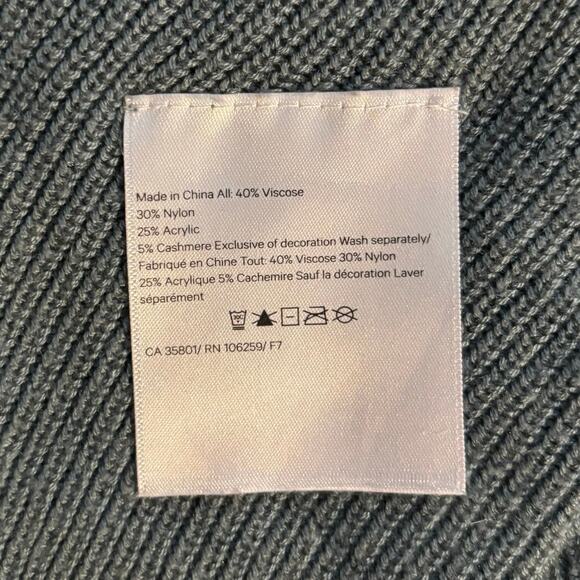 Made in China All: 40% Viscose
30% Nylon
25% Acrylic
5% Cashmere Exclusive of decoration Wash separately/
Fabriqué en Chine Tout: 40% Viscose 30% Nylon
25% Acrylique 5% Cachemire Sauf la décoration Laver
séparément
CA 35801/ RN 106259/ F7